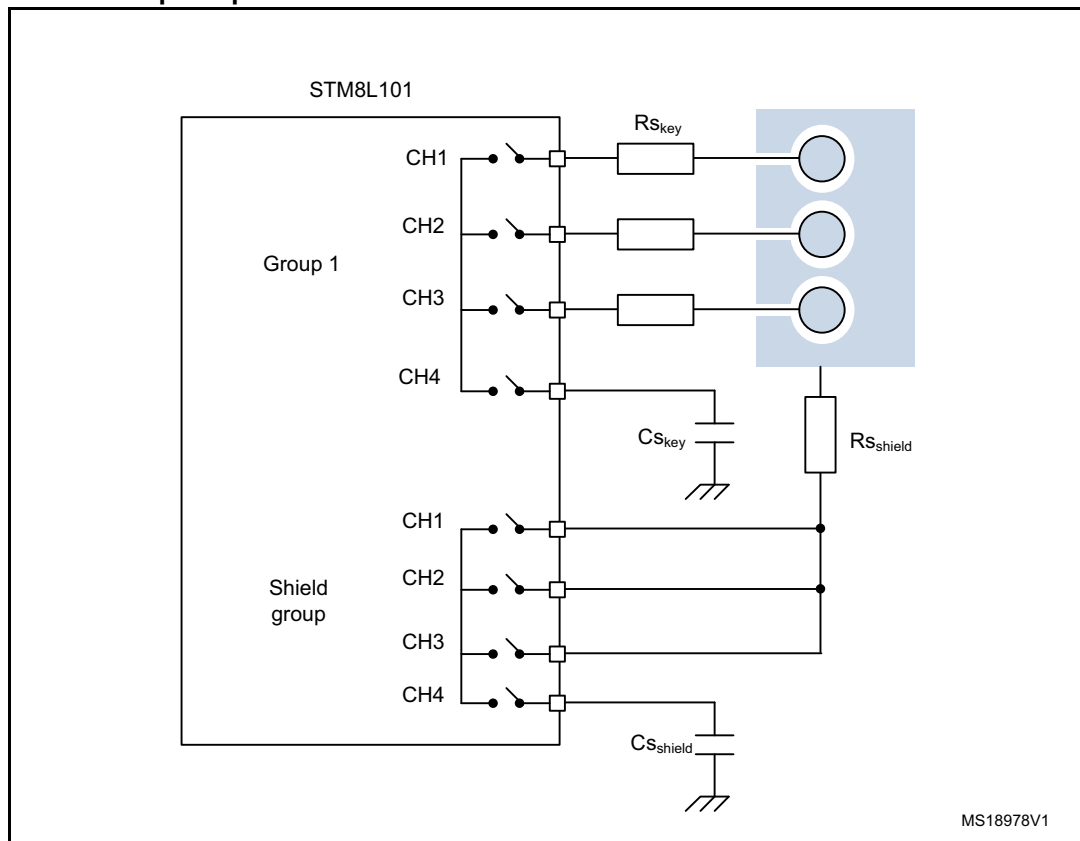 STM8L101
Rskey
CH1
CH2
Group 1
CH3
CH4
Cskey
Rsshield
CH1
CH2
Shield
group
CH3
CH4
Csshield
MS18978V1